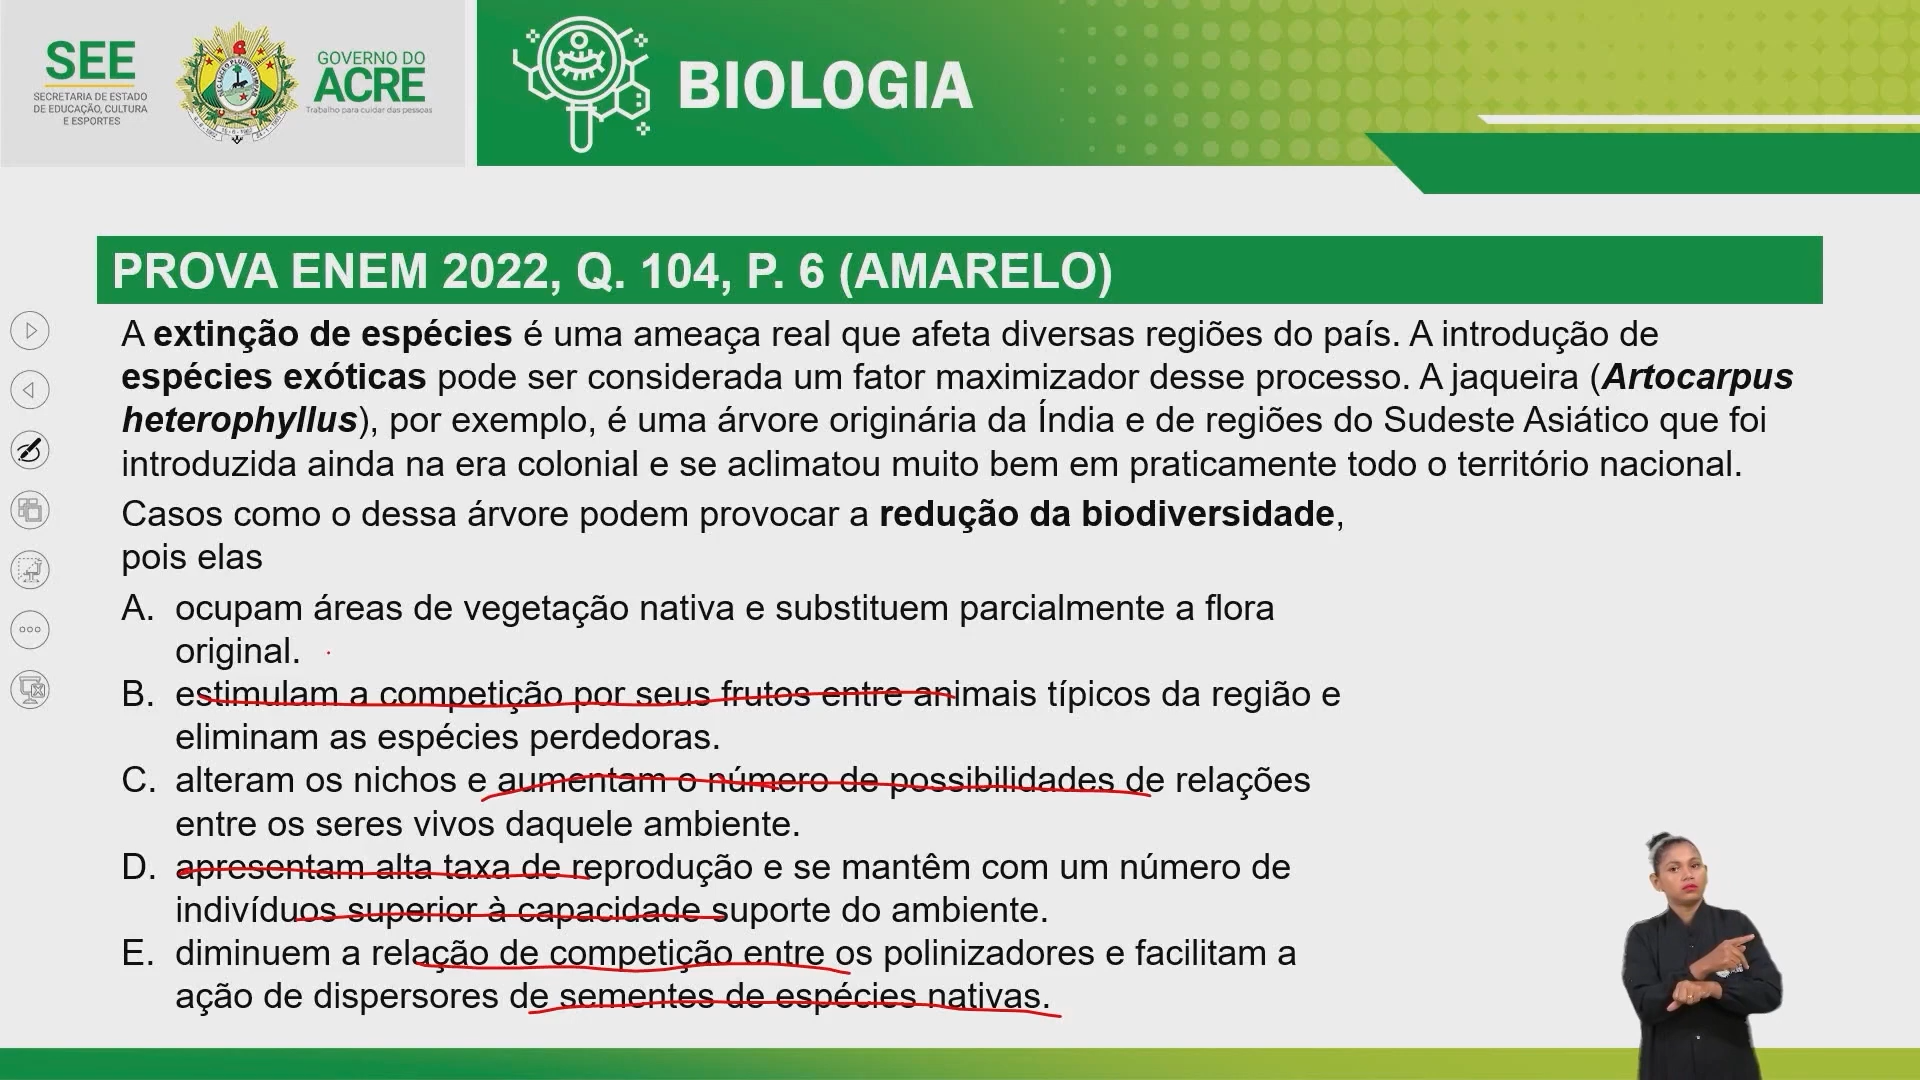 SEE
SECRETARIA DE ESTADO
DE EDUCAÇÃO, CULTURA
E ESPORTES
GOVERNO DO
ACRE
Trabalho para cuidar das pessoas
BIOLOGIA
PROVA ENEM 2022, Q. 104, P. 6 (AMARELO)
A extinção de espécies é uma ameaça real que afeta diversas regiões do país. A introdução de
espécies exóticas pode ser considerada um fator maximizador desse processo. A jaqueira (Artocarpus
heterophyllus), por exemplo, é uma árvore originária da Índia e de regiões do Sudeste Asiático que foi
introduzida ainda na era colonial e se aclimatou muito bem em praticamente todo o território nacional.
Casos como o dessa árvore podem provocar a redução da biodiversidade,
pois elas
A. ocupam áreas de vegetação nativa e substituem parcialmente a flora
original.
B. estimulam a competição por seus frutos entre animais típicos da região e
eliminam as espécies perdedoras.
C. alteram os nichos e aumentam o número de possibilidades de relações
entre os seres vivos daquele ambiente.
D. apresentam alta taxa de reprodução e se mantêm com um número de
indivíduos superior à capacidade suporte do ambiente.
E. diminuem a relação de competição entre os polinizadores e facilitam a
ação de dispersores de sementes de espécies nativas.